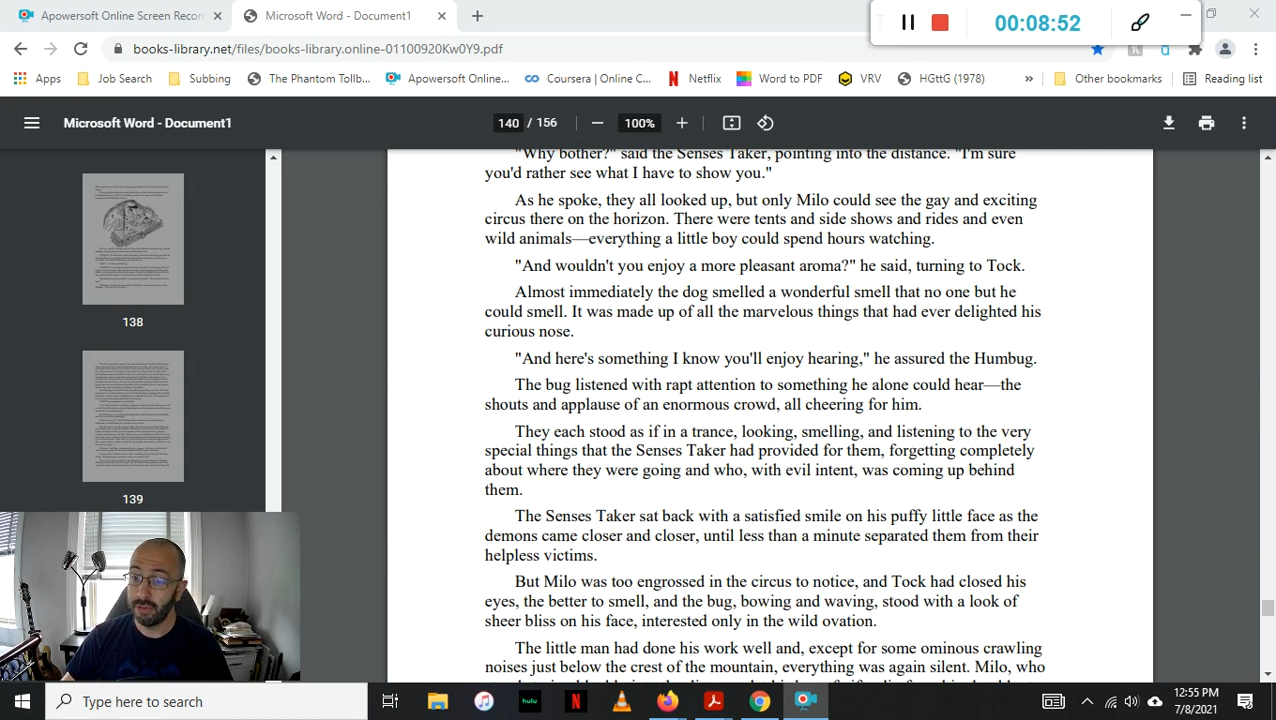 Apowersoft Online Screen Recor
Microsoft Word - Document1
00:08:52
books-library.net/files/books-library.online-01100920Kw0Y9.pdf
Apps
Job Search
Subbing
The Phantom Tollb...
Apowersoft Online...
Coursera | Online C...
Netflix
Word to PDF
VRV
HGttG (1978)
»
Other bookmarks
Reading list
Microsoft Word - Document1
140 / 156
100%
138
139
"Why bother?" said the Senses Taker, pointing into the distance. "I'm sure
you'd rather see what I have to show you."
As he spoke, they all looked up, but only Milo could see the gay and exciting
circus there on the horizon. There were tents and side shows and rides and even
wild animals—everything a little boy could spend hours watching.
"And wouldn't you enjoy a more pleasant aroma?" he said, turning to Tock.
Almost immediately the dog smelled a wonderful smell that no one but he
could smell. It was made up of all the marvelous things that had ever delighted his
curious nose.
"And here's something I know you'll enjoy hearing," he assured the Humbug.
The bug listened with rapt attention to something he alone could hear—the
shouts and applause of an enormous crowd, all cheering for him.
They each stood as if in a trance, looking, smelling, and listening to the very
special things that the Senses Taker had provided for them, forgetting completely
about where they were going and who, with evil intent, was coming up behind
them.
The Senses Taker sat back with a satisfied smile on his puffy little face as the
demons came closer and closer, until less than a minute separated them from their
helpless victims.
But Milo was too engrossed in the circus to notice, and Tock had closed his
eyes, the better to smell, and the bug, bowing and waving, stood with a look of
sheer bliss on his face, interested only in the wild ovation.
The little man had done his work well and, except for some ominous crawling
noises just below the crest of the mountain, everything was again silent. Milo, who
Type here to search
hulu
12:55 PM
7/8/2021